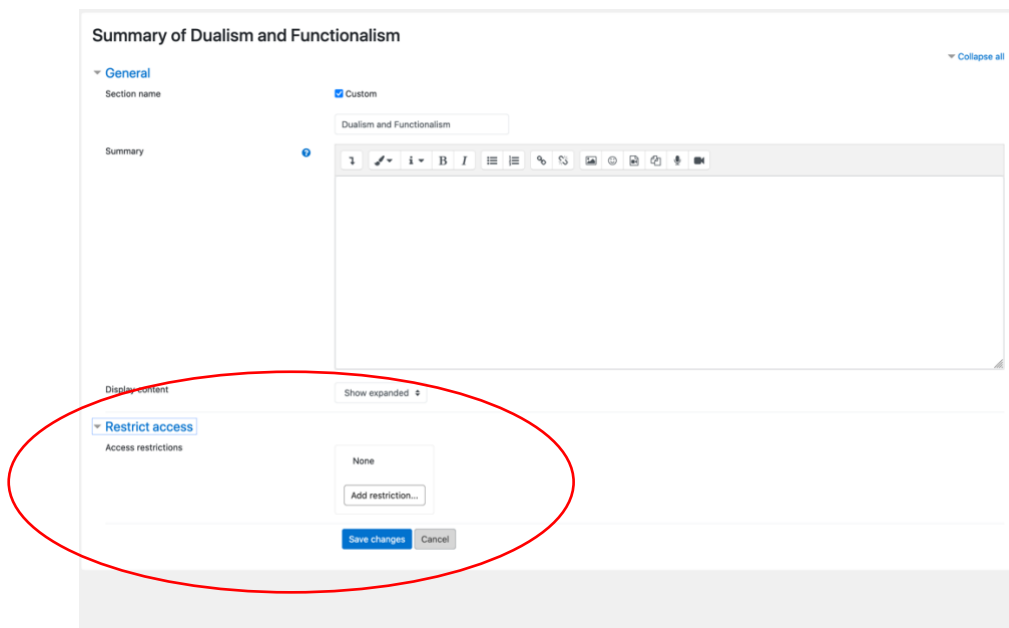 Summary of Dualism and Functionalism
Collapse all
General
Section name
Custom
Dualism and Functionalism
Summary
B I
Display content
Show expanded
Restrict access
Access restrictions
None
Add restriction...
Save changes Cancel